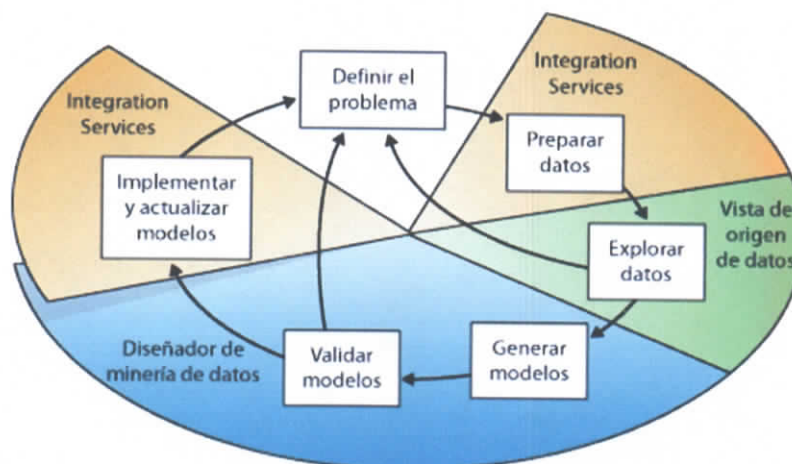 Integration
Services
Definir el
problema
Integration
Services
Preparar
datos
Implementar
y actualizar
modelos
Vista de
origen
de datos
Explorar
datos
Diseñador de
minería de datos
Validar
modelos
Generar
modelos